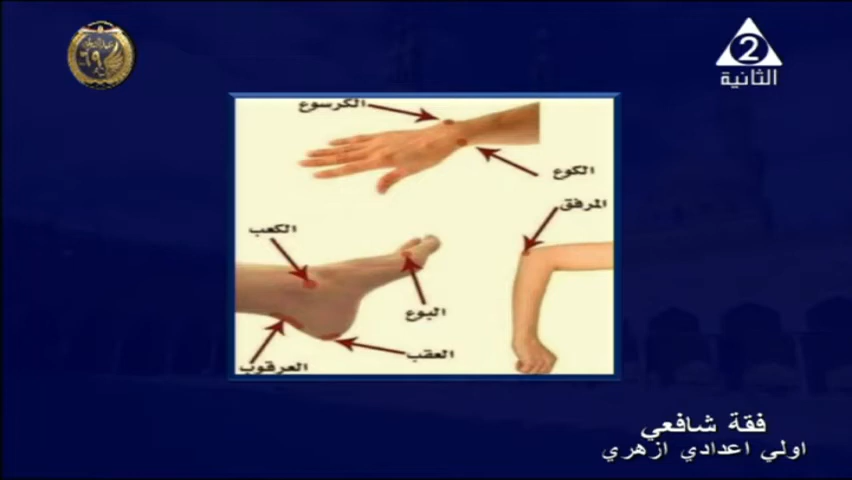 2
الثانية
الكرسوع
الكوع
المرفق
الكعب
البوع
العقب
العرقوب
فقة شافعي
اولي اعدادي ازهري